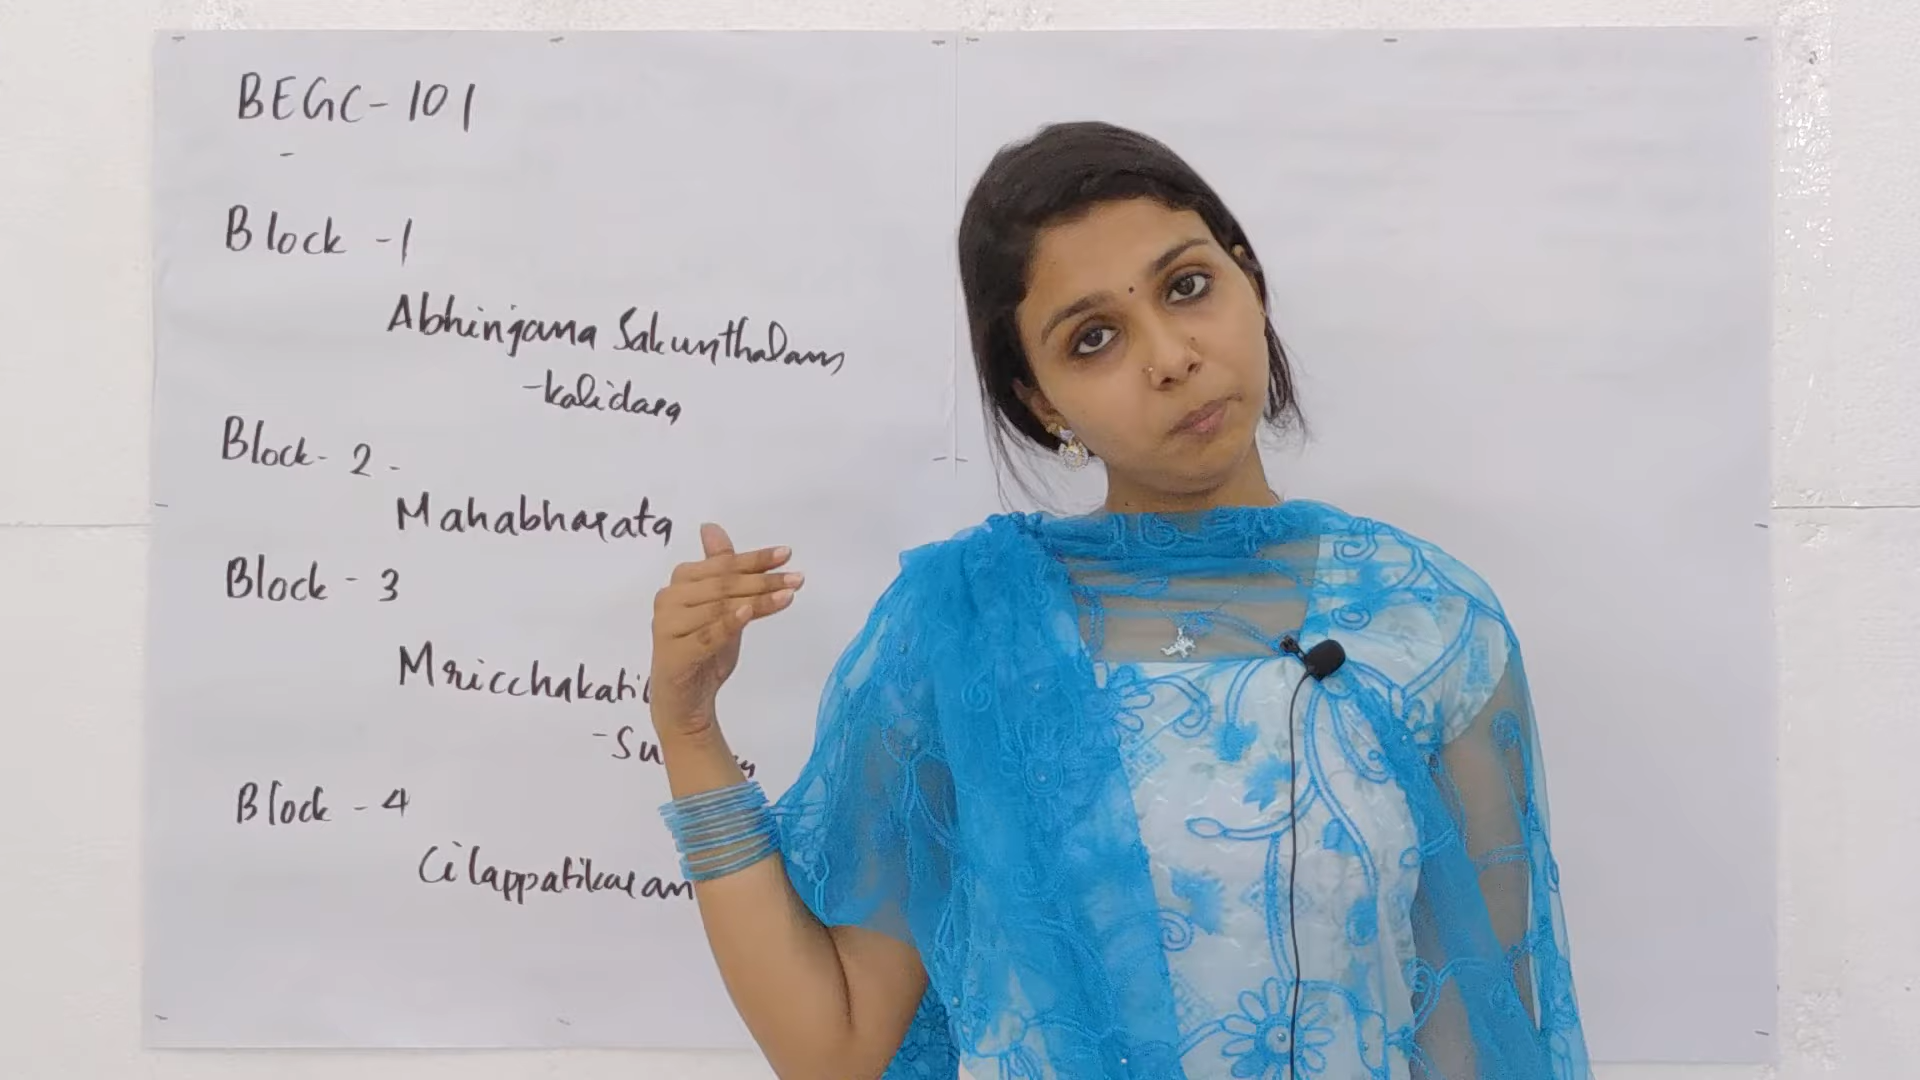 BEGC-101
Block -1
Abhinjana Sakunthalam
-kalidasa
Block- 2-
Mahabharata
Block - 3
Block - 4
Cilappatikaram